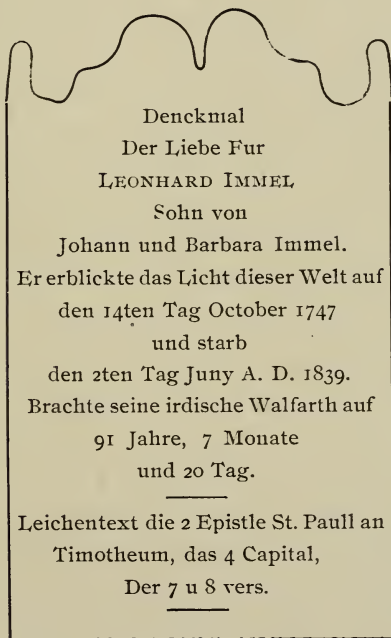 Denckmal
Der Liebe Fur
LEONHARD IMMEL
Sohn von
Johann und Barbara Immel.
Er erblickte das Licht dieser Welt auf
den 14ten Tag October 1747
und starb
den 2ten Tag Juny A. D. 1839.
Brachte seine irdische Walfarth auf
91 Jahre, 7 Monate
und 20 Tag.
Leichentext die 2 Epistle St. Paull an
Timotheum, das 4 Capital,
Der 7 u 8 vers.